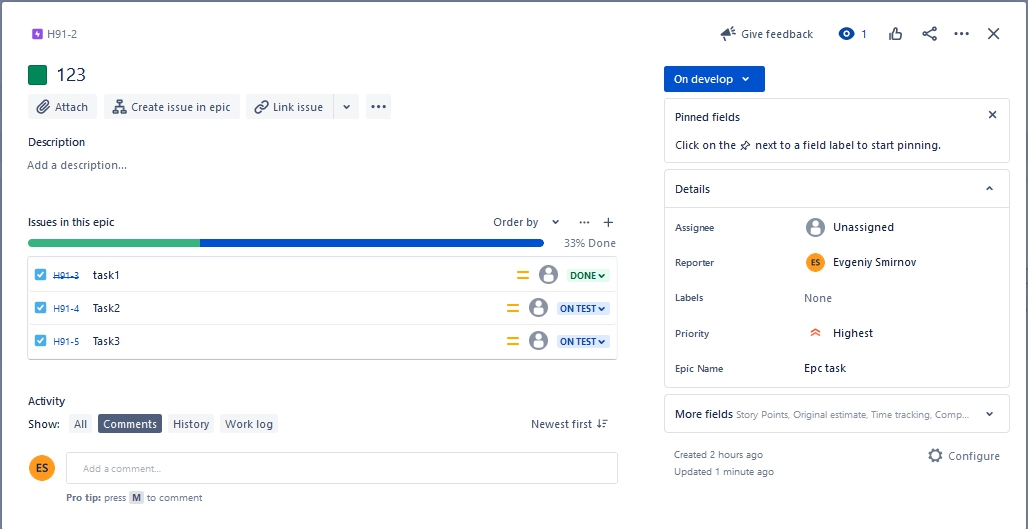 H91-2
Give feedback
1
123
Attach
Create issue in epic
Link issue
Description
Add a description...
Issues in this epic
Order by
33% Done
H91-3 task1 DONE
H91-4 Task2 ON TEST
H91-5 Task3 ON TEST
Activity
Show: All Comments History Work log
Newest first
ES
Add a comment...
Pro tip: press M to comment
On develop
Pinned fields
Click on the next to a field label to start pinning.
Details
Assignee Unassigned
Reporter ES Evgeniy Smirnov
Labels None
Priority Highest
Epic Name Epc task
More fields Story Points, Original estimate, Time tracking, Comp...
Created 2 hours ago
Configure
Updated 1 minute ago